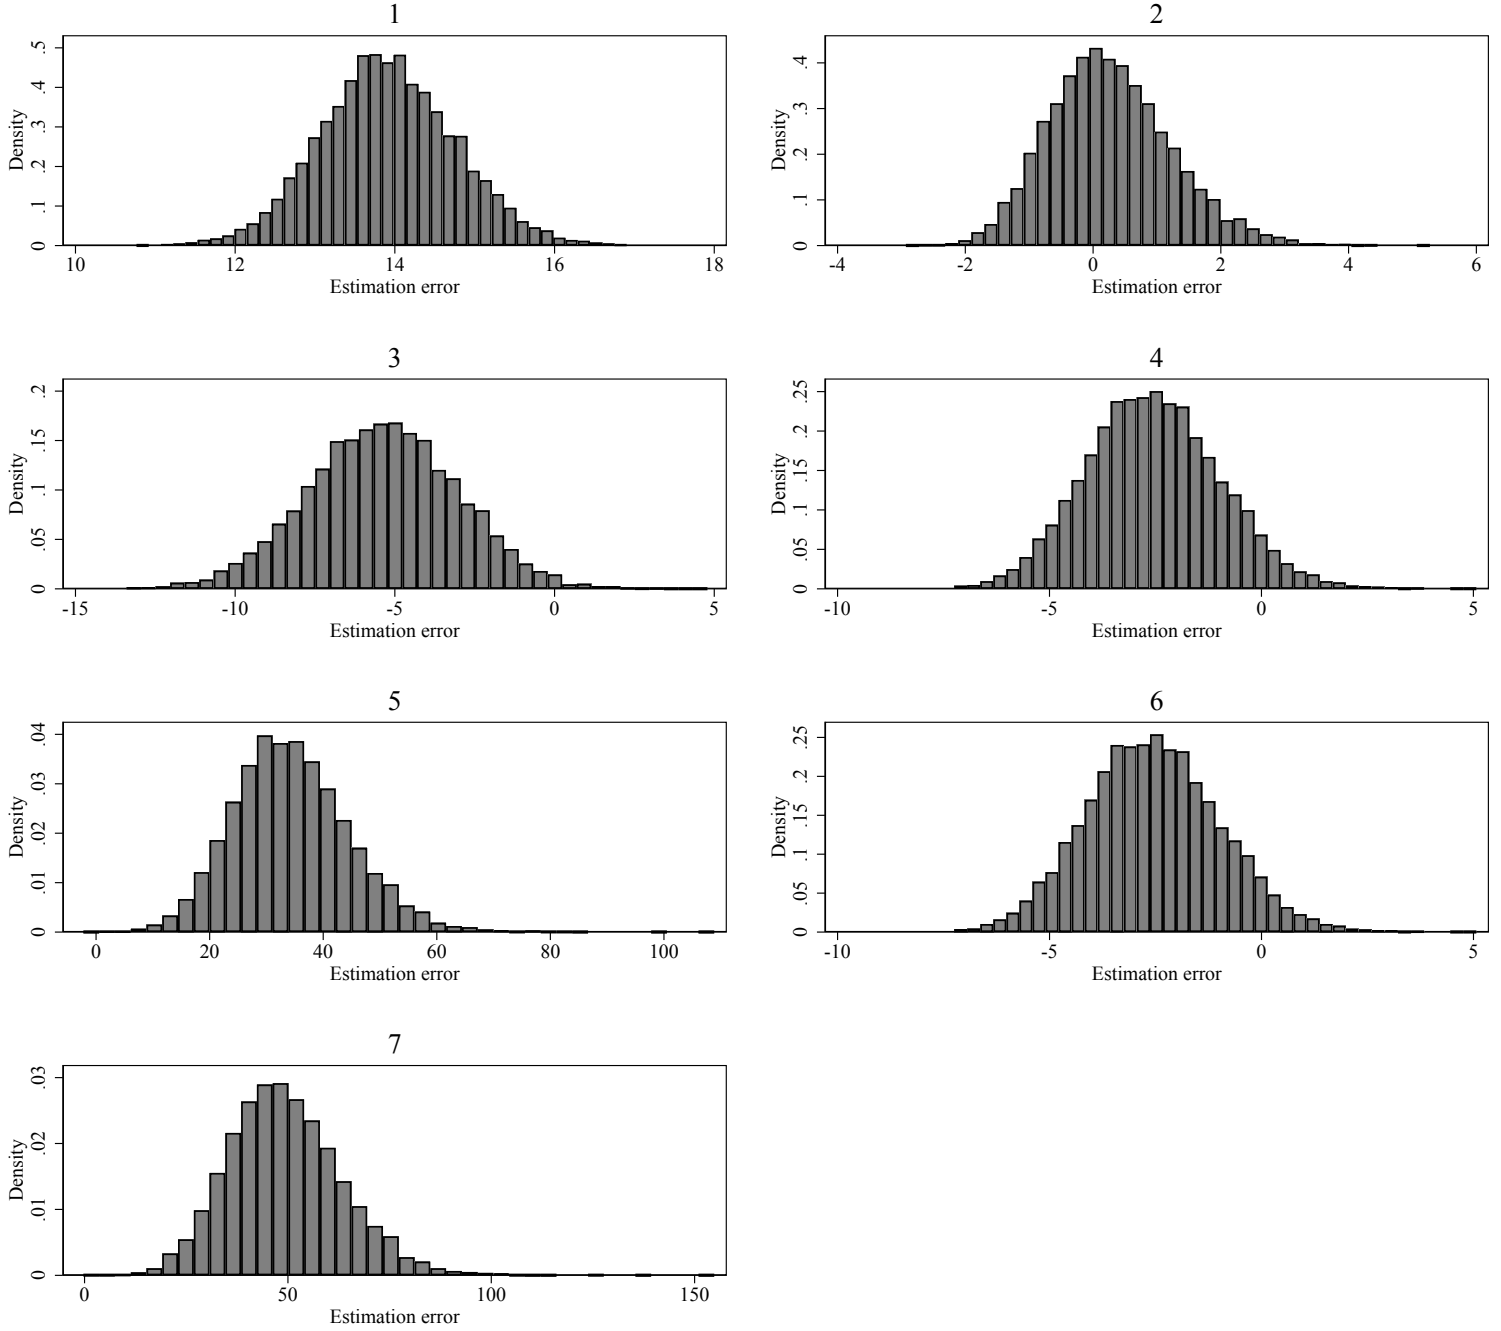 1
Density
.5
.4
.3
.2
.1
0
10 12 14 16 18
Estimation error
2
Density
.4
.3
.2
.1
0
-4 -2 0 2 4 6
Estimation error
3
Density
.2
.15
.1
.05
0
-15 -10 -5 0 5
Estimation error
4
Density
.25
.2
.15
.1
.05
0
-10 -5 0 5
Estimation error
5
Density
.04
.03
.02
.01
0
0 20 40 60 80 100
Estimation error
6
Density
.25
.2
.15
.1
.05
0
-10 -5 0 5
Estimation error
7
Density
.03
.02
.01
0
0 50 100 150
Estimation error